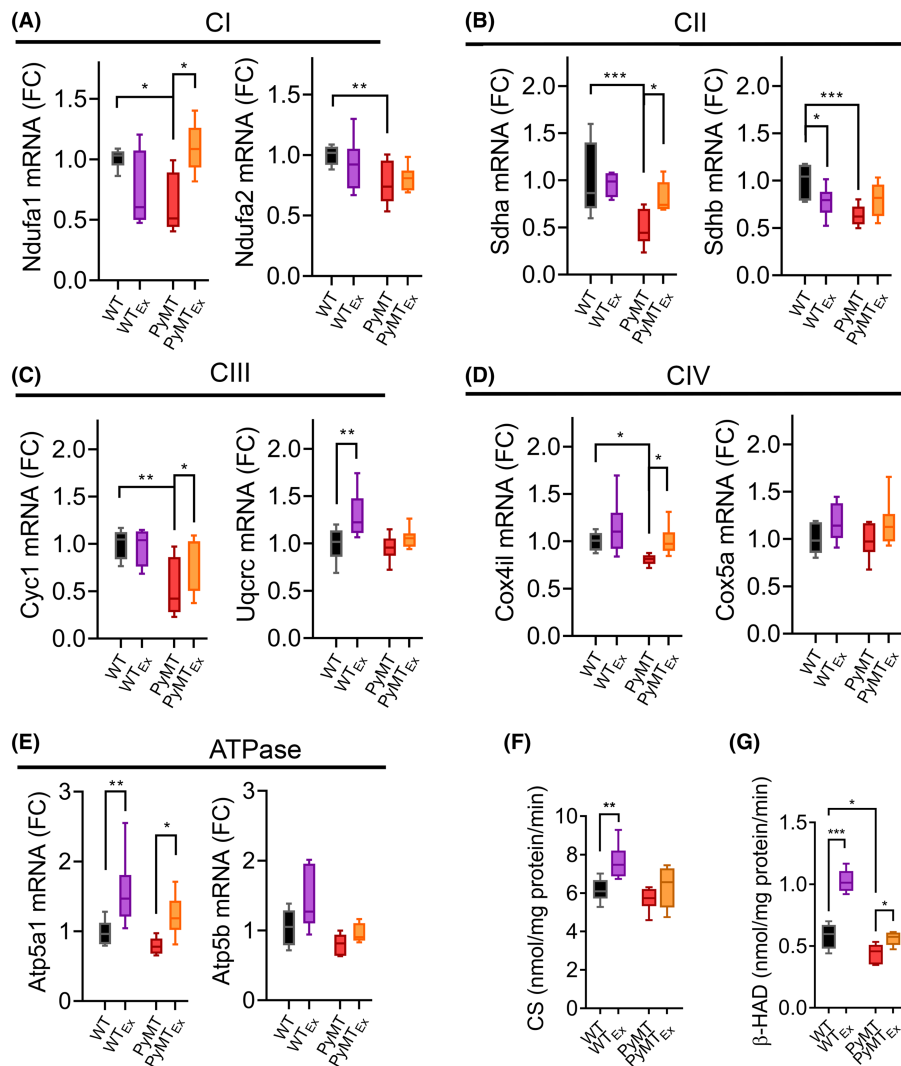 (A)
CI
Ndufa1 mRNA (FC)
1.5
1.0
0.5
0.0
*
*
WT
WTEx
PyMT
PyMTEx
Ndufa2 mRNA (FC)
1.5
1.0
0.5
0.0
**
WT
WTEx
PyMT
PyMTEx
(B)
CII
Sdha mRNA (FC)
2.0
1.5
1.0
0.5
0.0
***
*
WT
WTEx
PyMT
PyMTEx
Sdhb mRNA (FC)
2.0
1.5
1.0
0.5
0.0
***
*
WT
WTEx
PyMT
PyMTEx
(C)
CIII
Cyc1 mRNA (FC)
2.0
1.5
1.0
0.5
0.0
**
*
WT
WTEx
PyMT
PyMTEx
Uqcrc mRNA (FC)
2.0
1.5
1.0
0.5
0.0
**
WT
WTEx
PyMT
PyMTEx
(D)
CIV
Cox4il mRNA (FC)
2.0
1.5
1.0
0.5
0.0
*
*
WT
WTEx
PyMT
PyMTEx
Cox5a mRNA (FC)
2.0
1.5
1.0
0.5
0.0
WT
WTEx
PyMT
PyMTEx
(E)
ATPase
Atp5a1 mRNA (FC)
3
2
1
0
**
*
WT
WTEx
PyMT
PyMTEx
Atp5b mRNA (FC)
3
2
1
0
WT
WTEx
PyMT
PyMTEx
(F)
CS (nmol/mg protein/min)
10
8
6
4
2
0
**
WT
WTEx
PyMT
PyMTEx
(G)
β-HAD (nmol/mg protein/min)
1.5
1.0
0.5
0.0
*
***
*
WT
WTEx
PyMT
PyMTEx